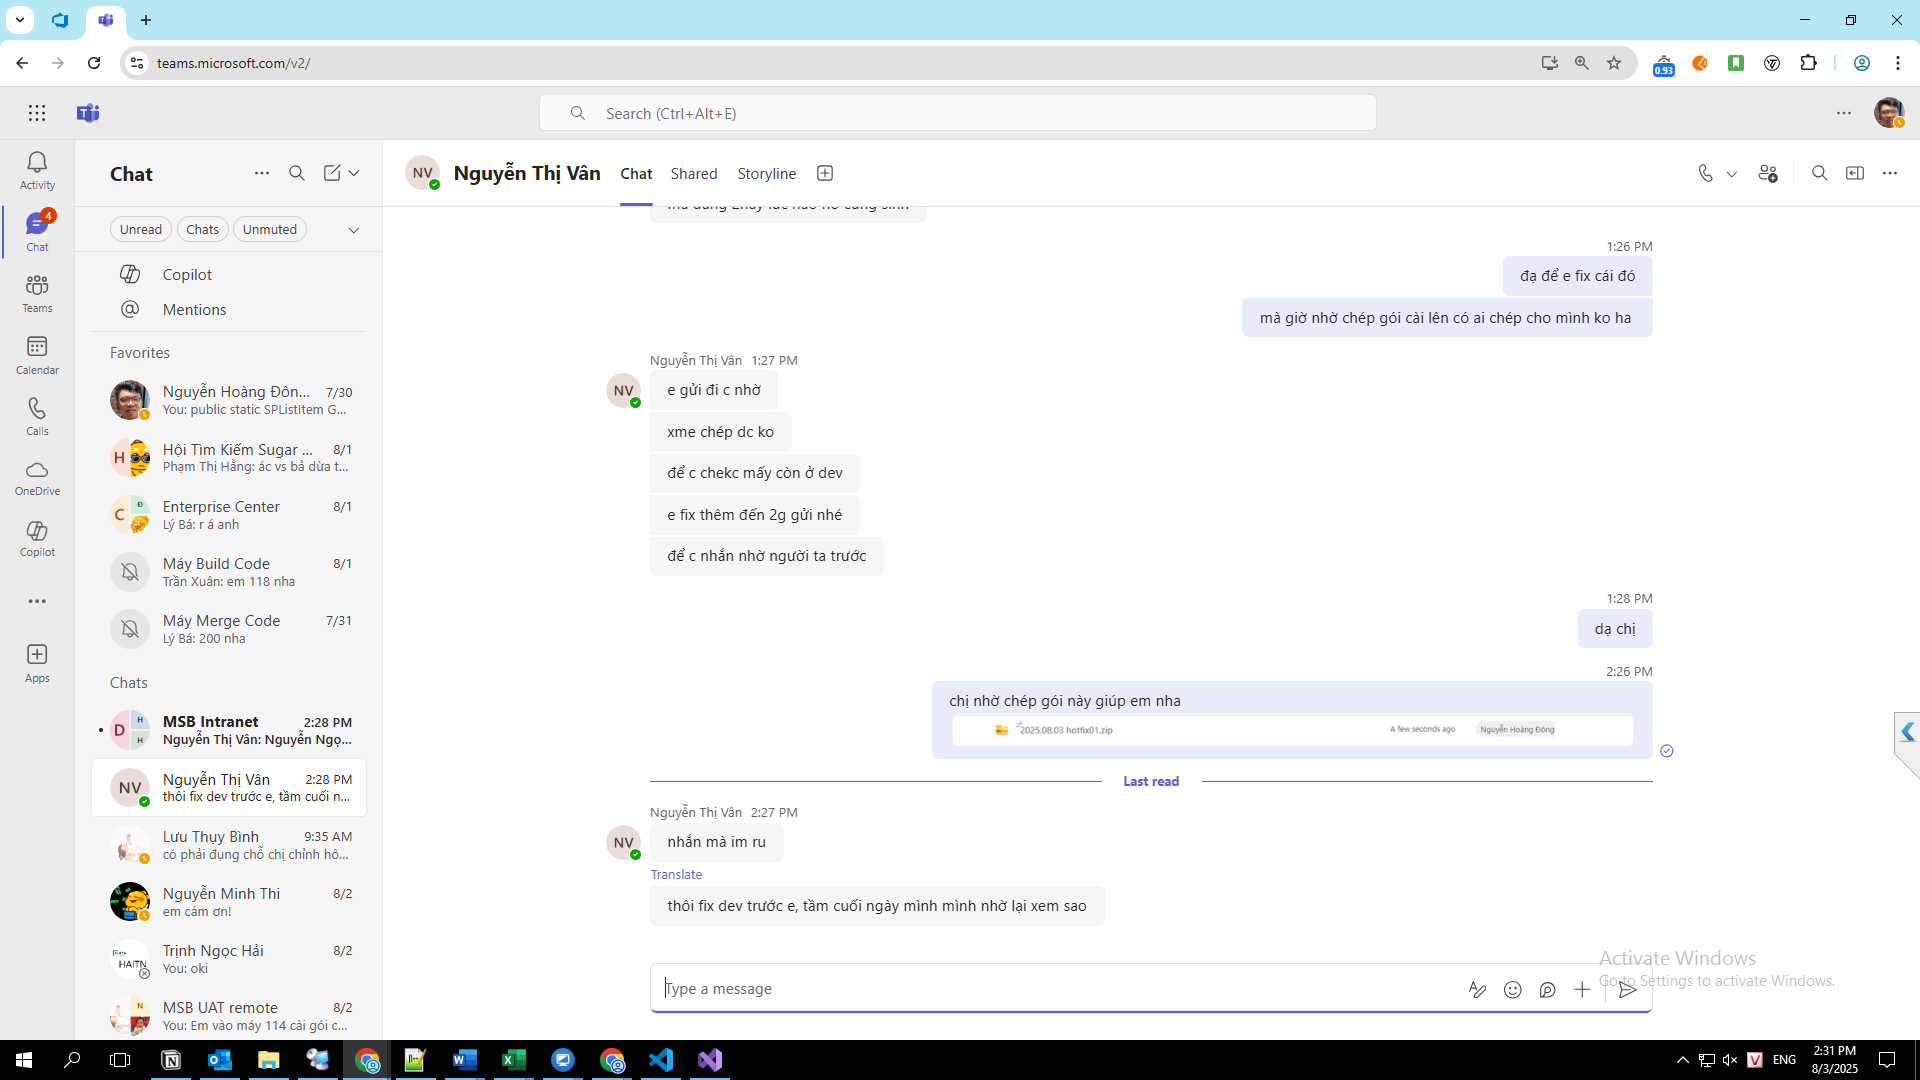 teams.microsoft.com/v2/
0.93
Search (Ctrl+Alt+E)
Activity
4
Chat
Teams
Calendar
Calls
OneDrive
Copilot
Apps
Chat
Unread
Chats
Unmuted
Copilot
Mentions
Favorites
Nguyễn Hoàng Đôn... 7/30
You: public static SPListItem G...
Hội Tìm Kiếm Sugar ... 8/1
Phạm Thị Hằng: ác vs bả dừa t...
Enterprise Center 8/1
Lý Bá: r á anh
Máy Build Code 8/1
Trần Xuân: em 118 nha
Máy Merge Code 7/31
Lý Bá: 200 nha
Chats
MSB Intranet 2:28 PM
Nguyễn Thị Vân: Nguyễn Ngọ...
Nguyễn Thị Vân 2:28 PM
thôi fix dev trước e, tầm cuối n...
Lưu Thụy Bình 9:35 AM
có phải đụng chỗ chị chỉnh hô...
Nguyễn Minh Thi 8/2
em cám ơn!
Trịnh Ngọc Hải 8/2
You: oki
MSB UAT remote 8/2
You: Em vào máy 114 cài gói c...
NV
Nguyễn Thị Vân
Chat
Shared
Storyline
1:26 PM
đạ để e fix cái đó
mà giờ nhờ chép gói cài lên có ai chép cho mình ko ha
Nguyễn Thị Vân 1:27 PM
NV
e gửi đi c nhờ
xme chép dc ko
để c chekc mấy còn ở dev
e fix thêm đến 2g gửi nhé
để c nhắn nhờ người ta trước
1:28 PM
dạ chị
2:26 PM
chị nhờ chép gói này giúp em nha
2025.08.03 hotfix01.zip A few seconds ago Nguyễn Hoàng Đông
Last read
Nguyễn Thị Vân 2:27 PM
NV
nhắn mà im ru
Translate
thôi fix dev trước e, tầm cuối ngày mình mình nhờ lại xem sao
Type a message
Activate Windows
Go to Settings to activate Windows.
ENG
2:31 PM
8/3/2025